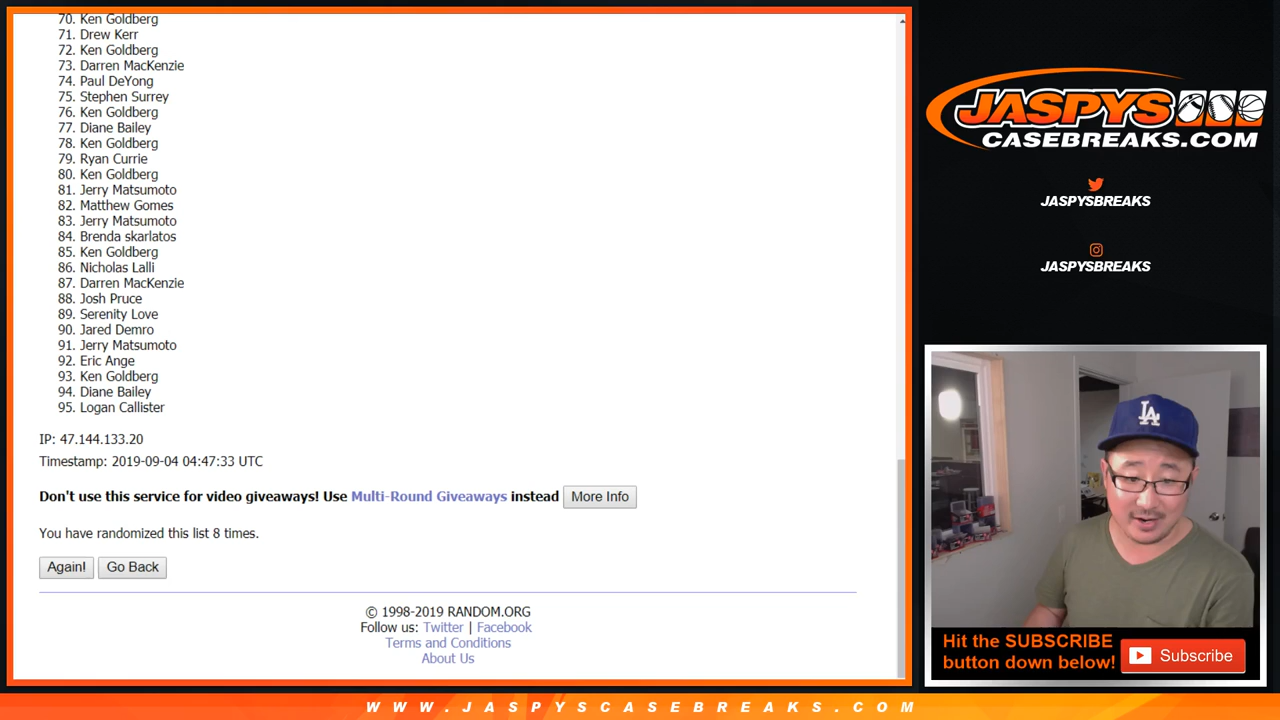 70. Ken Goldberg
71. Drew Kerr
72. Ken Goldberg
73. Darren MacKenzie
74. Paul DeYong
75. Stephen Surrey
76. Ken Goldberg
77. Diane Bailey
78. Ken Goldberg
79. Ryan Currie
80. Ken Goldberg
81. Jerry Matsumoto
82. Matthew Gomes
83. Jerry Matsumoto
84. Brenda skarlatos
85. Ken Goldberg
86. Nicholas Lalli
87. Darren MacKenzie
88. Josh Pruce
89. Serenity Love
90. Jared Demro
91. Jerry Matsumoto
92. Eric Ange
93. Ken Goldberg
94. Diane Bailey
95. Logan Callister
IP: 47.144.133.20
Timestamp: 2019-09-04 04:47:33 UTC
Don't use this service for video giveaways! Use Multi-Round Giveaways instead More Info
You have randomized this list 8 times.
Again! Go Back
© 1998-2019 RANDOM.ORG
Follow us: Twitter | Facebook
Terms and Conditions
About Us
JASPYS
CASEBREAKS.COM
JASPYSBREAKS
JASPYSBREAKS
LA
Hit the SUBSCRIBE
button down below!
Subscribe
WWW.JASPYSCASEBREAKS.COM